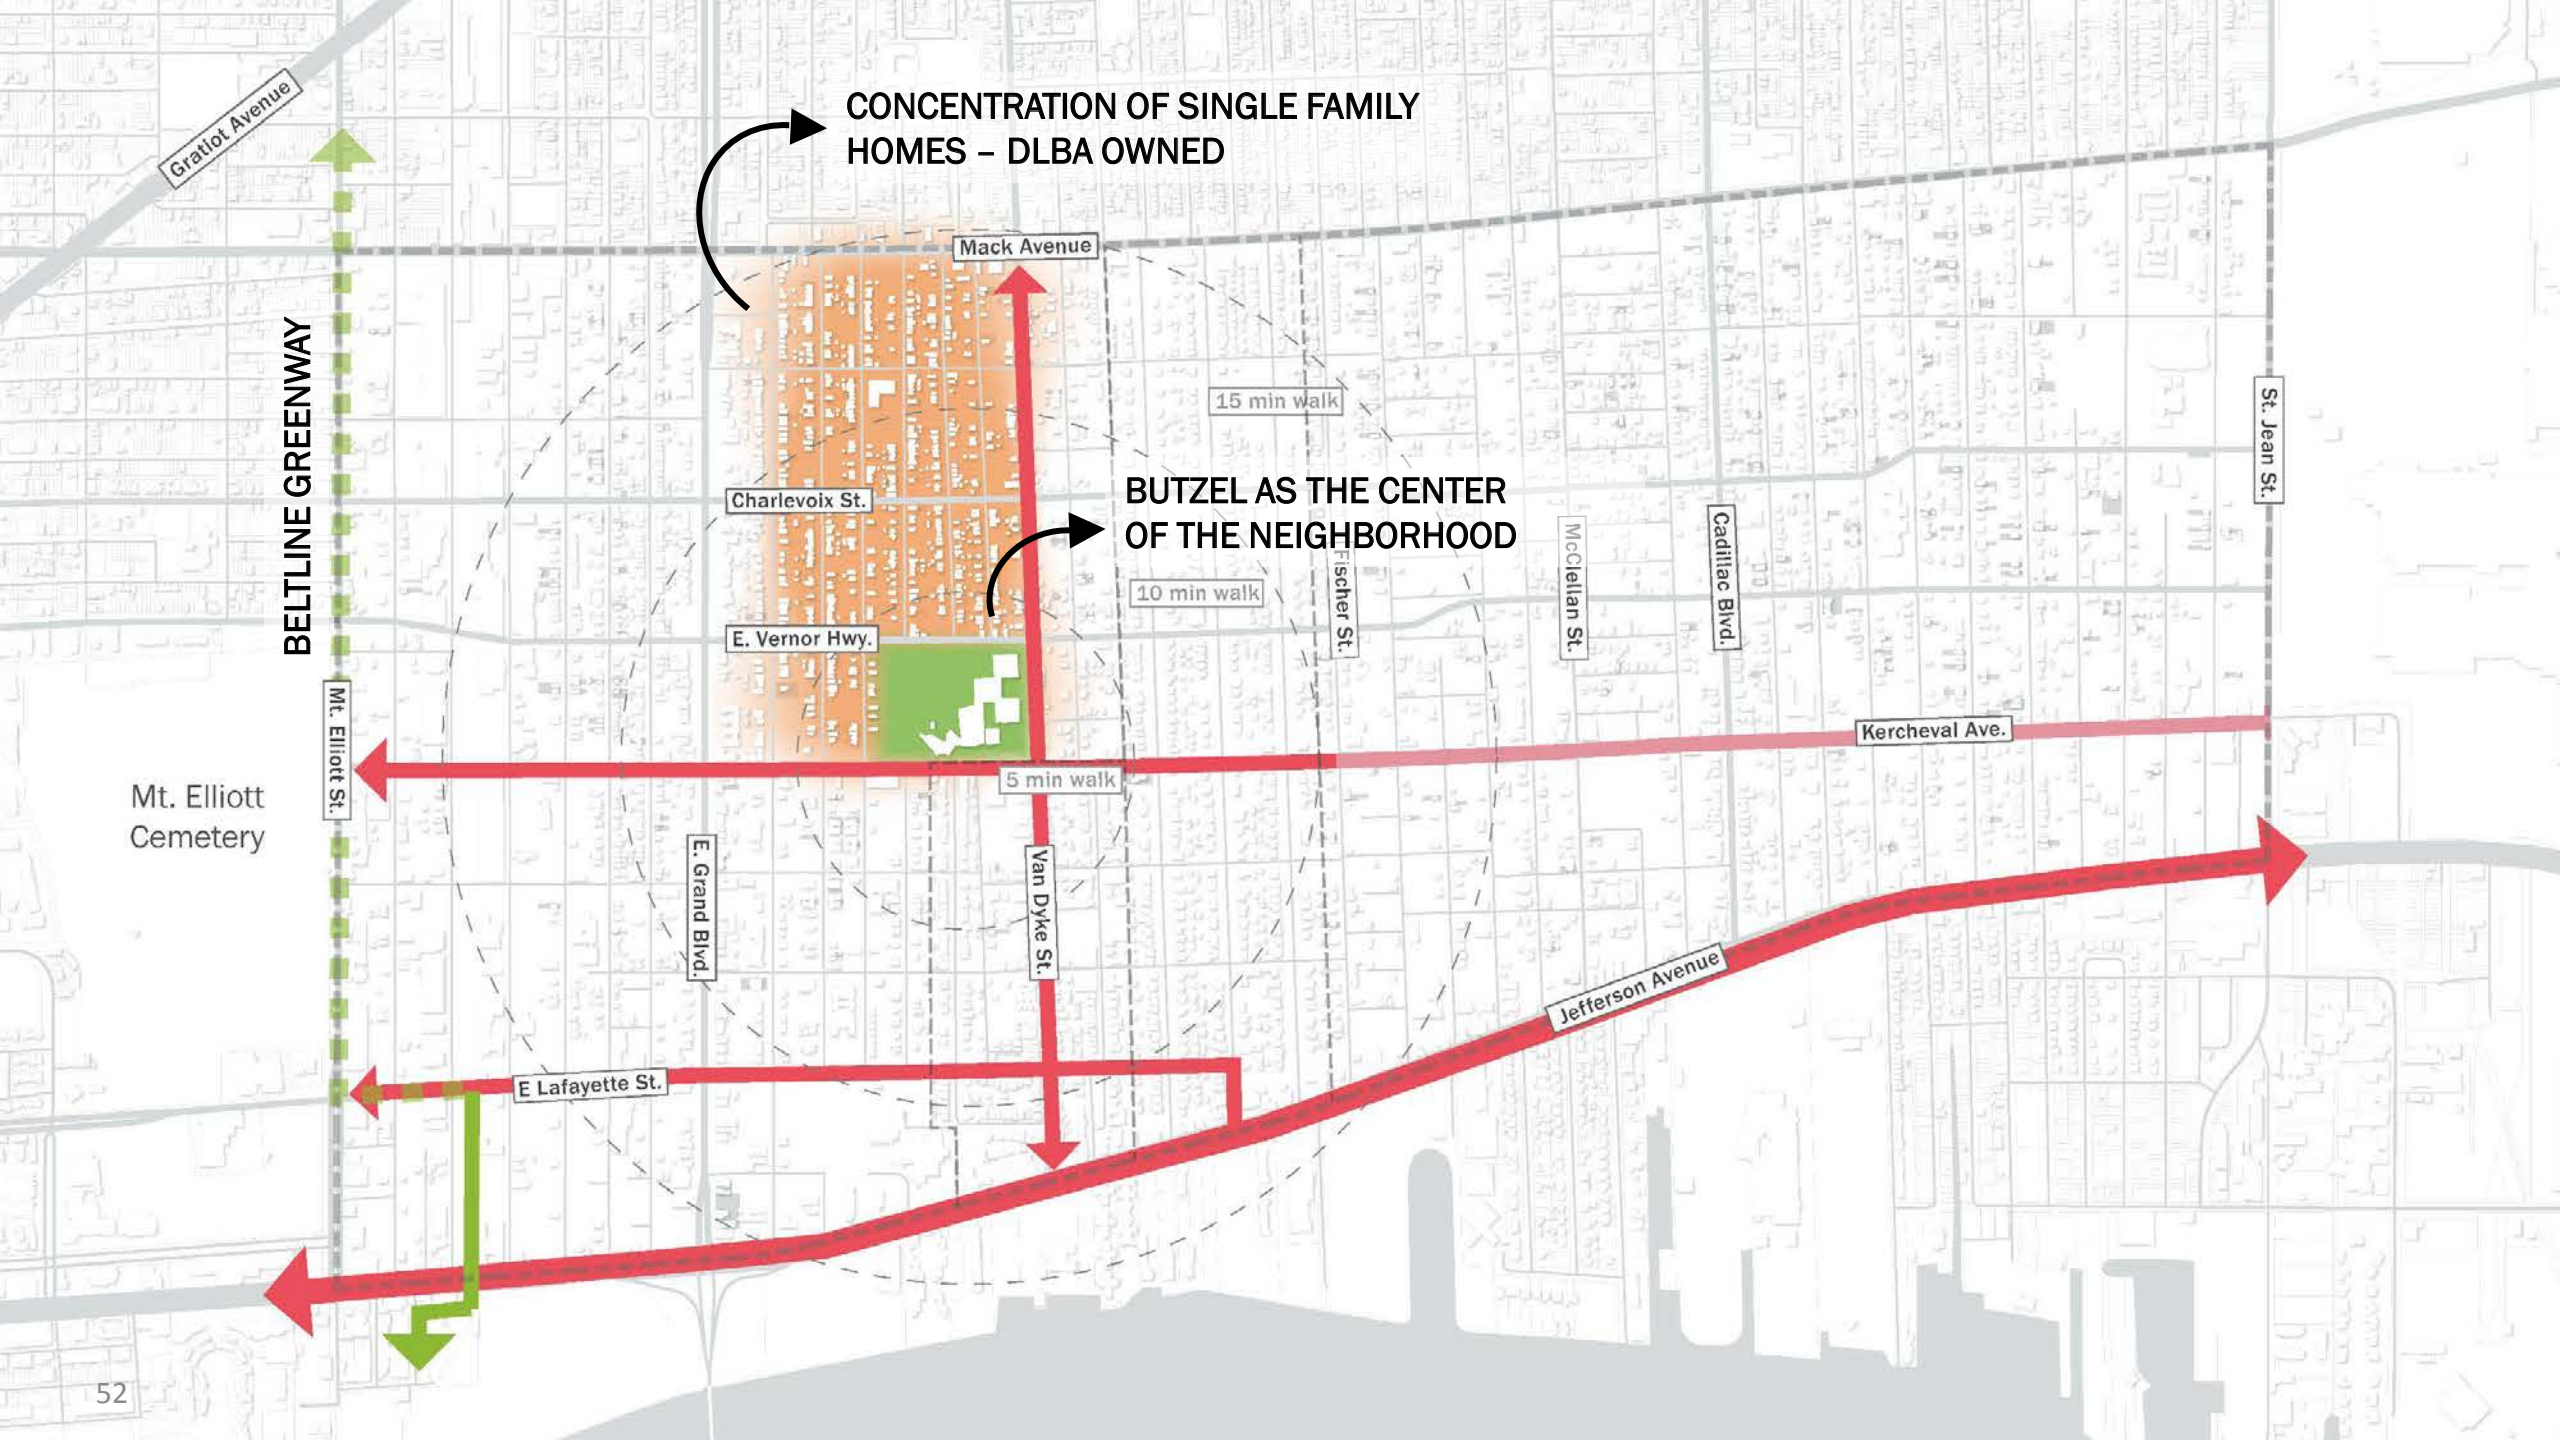 Gratiot Avenue
CONCENTRATION OF SINGLE FAMILY
HOMES – DLBA OWNED
Mack Avenue
BELTLINE GREENWAY
15 min walk
St. Jean St.
Charlevoix St.
BUTZEL AS THE CENTER
OF THE NEIGHBORHOOD
10 min walk
Fischer St.
McClellan St.
Cadillac Blvd.
E. Vernor Hwy.
Mt. Elliott St.
Kercheval Ave.
5 min walk
Mt. Elliott
Cemetery
E. Grand Blvd.
Van Dyke St.
Jefferson Avenue
E Lafayette St.
52